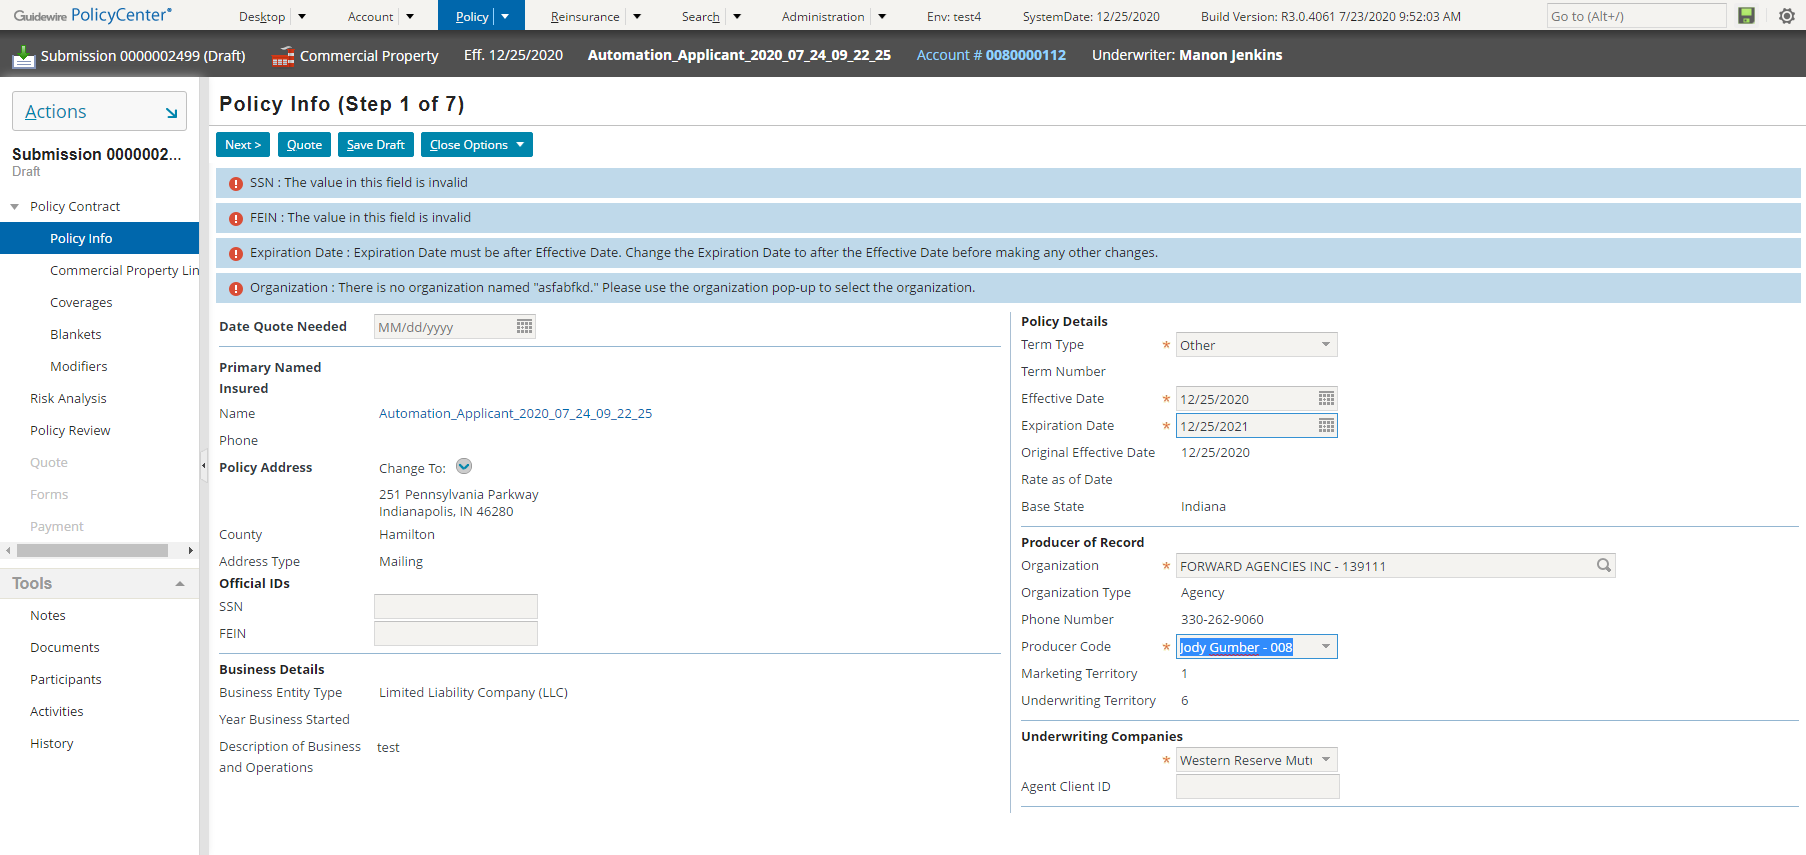 Guidewire PolicyCenter®
Desktop
Account
Policy
Reinsurance
Search
Administration
Env: test4
SystemDate: 12/25/2020
Build Version: R3.0.4061 7/23/2020 9:52:03 AM
Go to (Alt+/)
Submission 0000002499 (Draft)
Commercial Property
Eff. 12/25/2020
Automation_Applicant_2020_07_24_09_22_25
Account # 0080000112
Underwriter: Manon Jenkins
Actions
Submission 0000002...
Draft
Policy Contract
Policy Info
Commercial Property Lin
Coverages
Blankets
Modifiers
Risk Analysis
Policy Review
Quote
Forms
Payment
Tools
Notes
Documents
Participants
Activities
History
Policy Info (Step 1 of 7)
Next >
Quote
Save Draft
Close Options
SSN : The value in this field is invalid
FEIN : The value in this field is invalid
Expiration Date : Expiration Date must be after Effective Date. Change the Expiration Date to after the Effective Date before making any other changes.
Organization : There is no organization named "asfabfkd." Please use the organization pop-up to select the organization.
Date Quote Needed MM/dd/yyyy
Primary Named
Insured
Name Automation_Applicant_2020_07_24_09_22_25
Phone
Policy Address Change To:
251 Pennsylvania Parkway
Indianapolis, IN 46280
County Hamilton
Address Type Mailing
Official IDs
SSN
FEIN
Business Details
Business Entity Type Limited Liability Company (LLC)
Year Business Started
Description of Business test
and Operations
Policy Details
Term Type * Other
Term Number
Effective Date * 12/25/2020
Expiration Date * 12/25/2021
Original Effective Date 12/25/2020
Rate as of Date
Base State Indiana
Producer of Record
Organization * FORWARD AGENCIES INC - 139111
Organization Type Agency
Phone Number 330-262-9060
Producer Code * Jody Gumber - 008
Marketing Territory 1
Underwriting Territory 6
Underwriting Companies
* Western Reserve Mutu
Agent Client ID